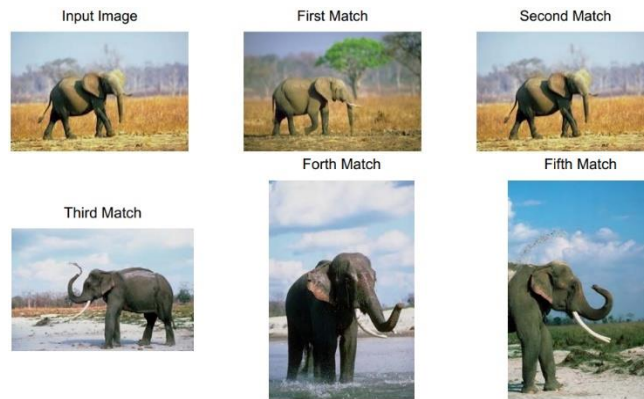 Input Image
First Match
Second Match
Third Match
Forth Match
Fifth Match